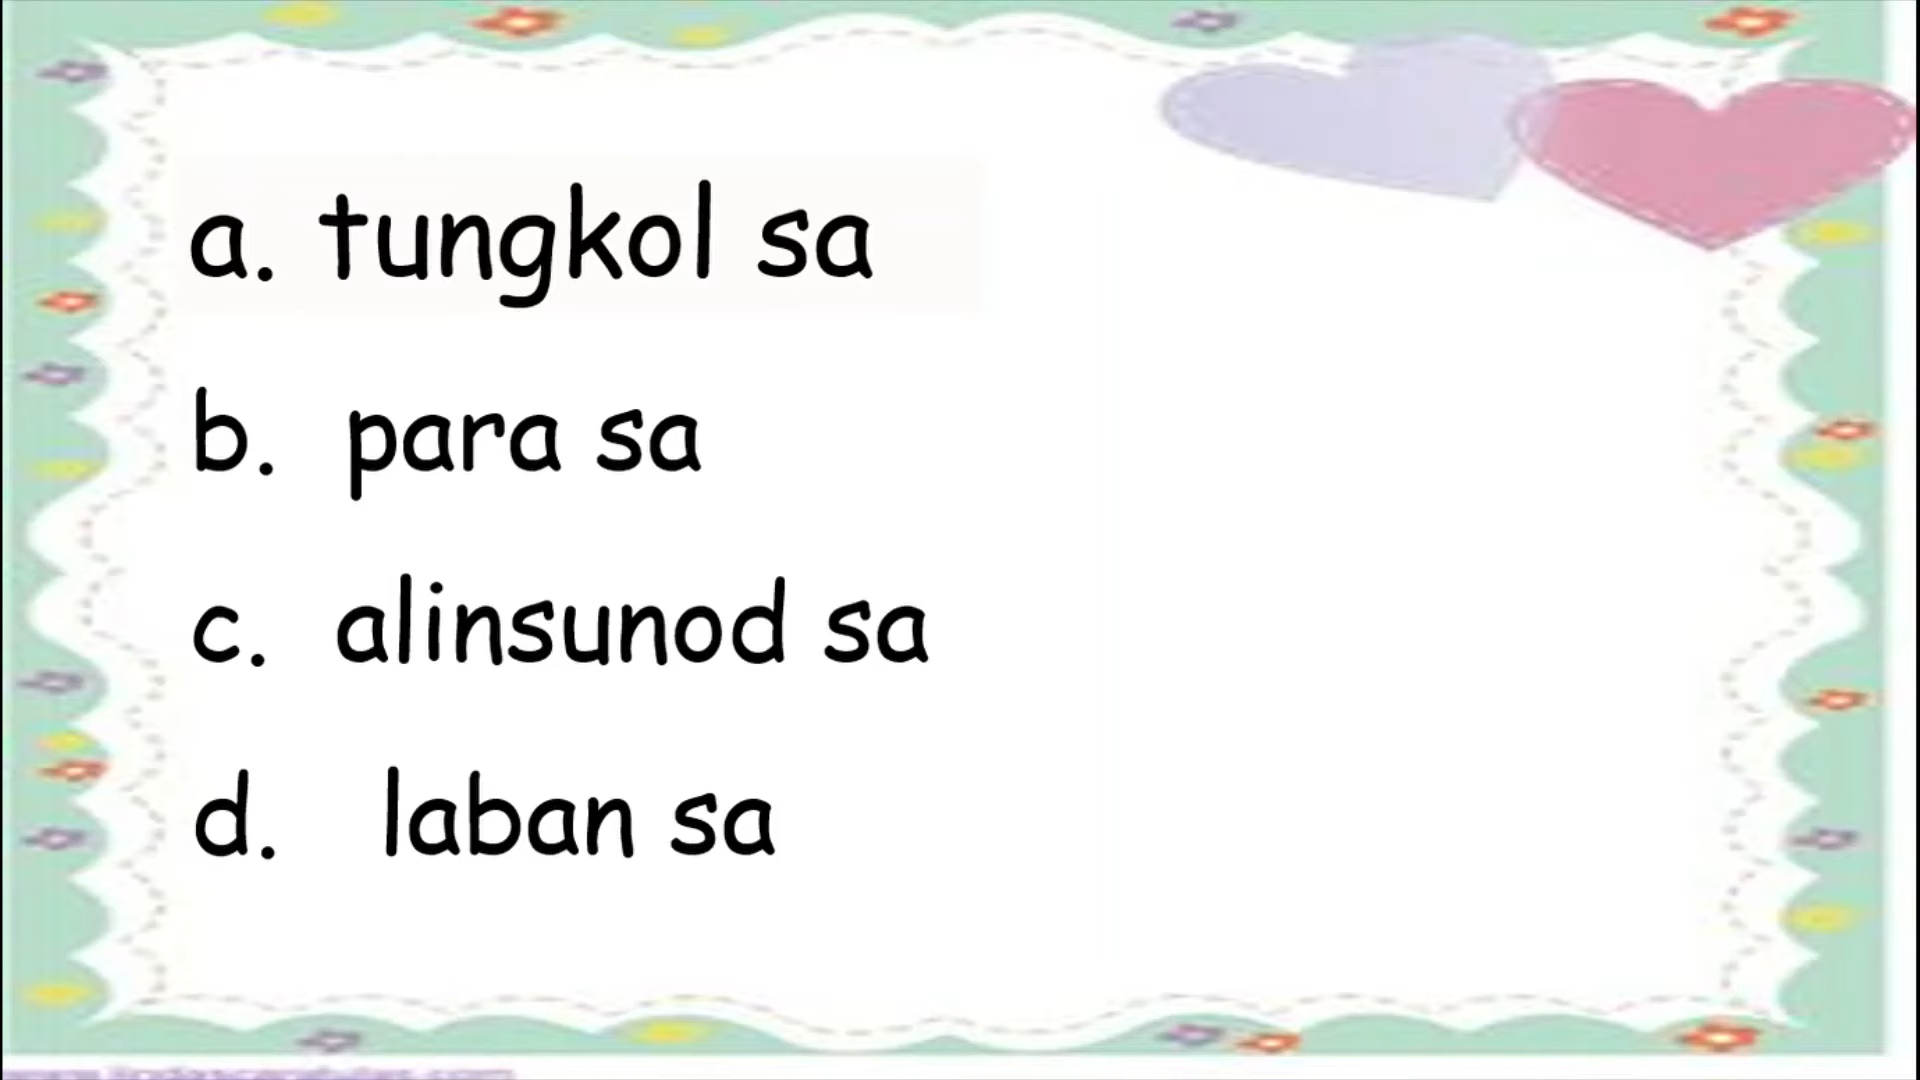 a. tungkol sa
b. para sa
c. alinsunod sa
d. laban sa